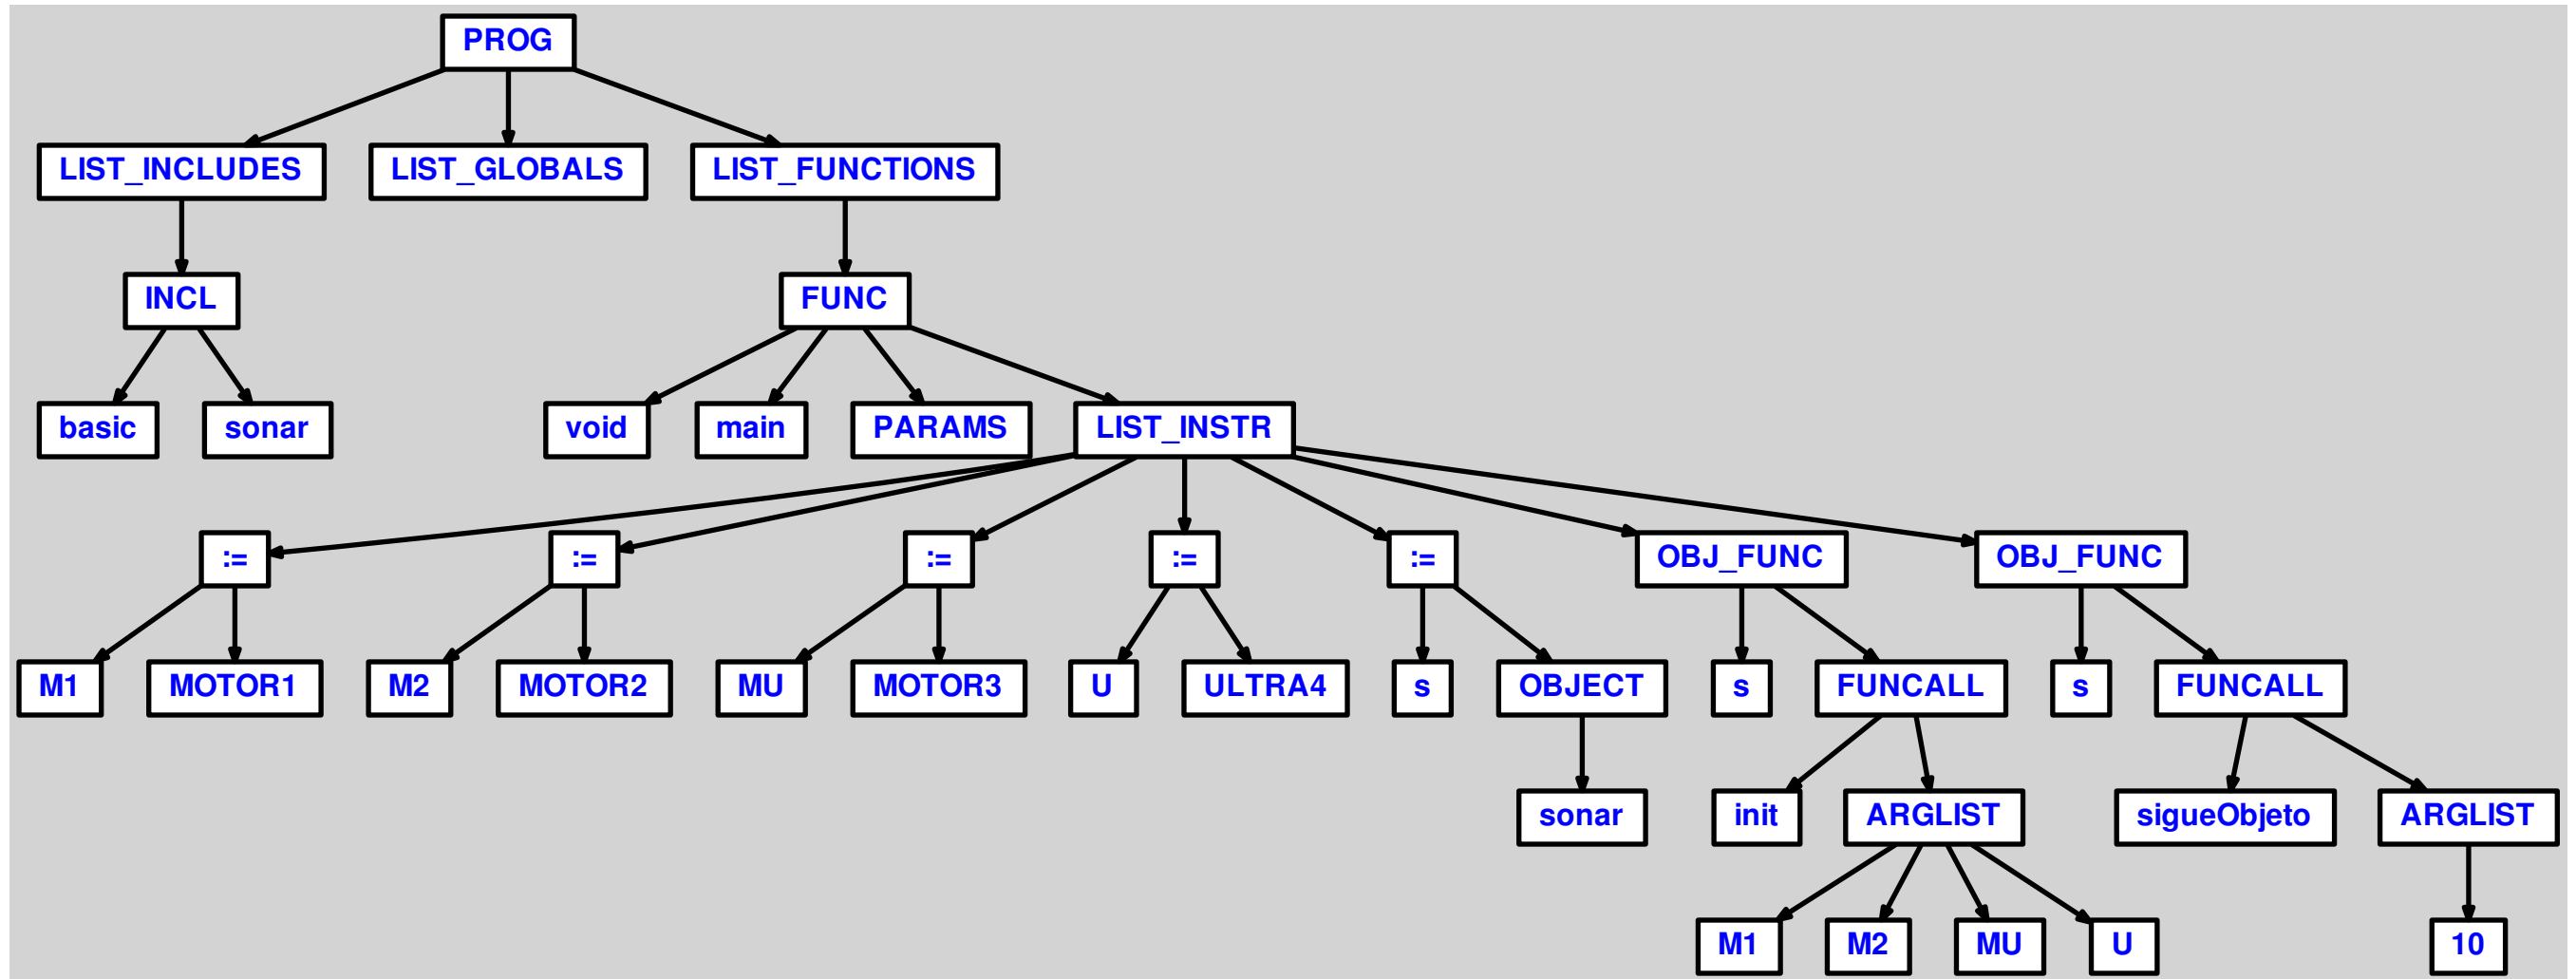 PROG
LIST_INCLUDES LIST_GLOBALS LIST_FUNCTIONS
INCL FUNC
basic sonar void main PARAMS LIST_INSTR
:= := := := := OBJ_FUNC OBJ_FUNC
M1 MOTOR1 M2 MOTOR2 MU MOTOR3 U ULTRA4 s OBJECT s FUNCALL s FUNCALL
sonar init ARGLIST sigueObjeto ARGLIST
M1 M2 MU U 10